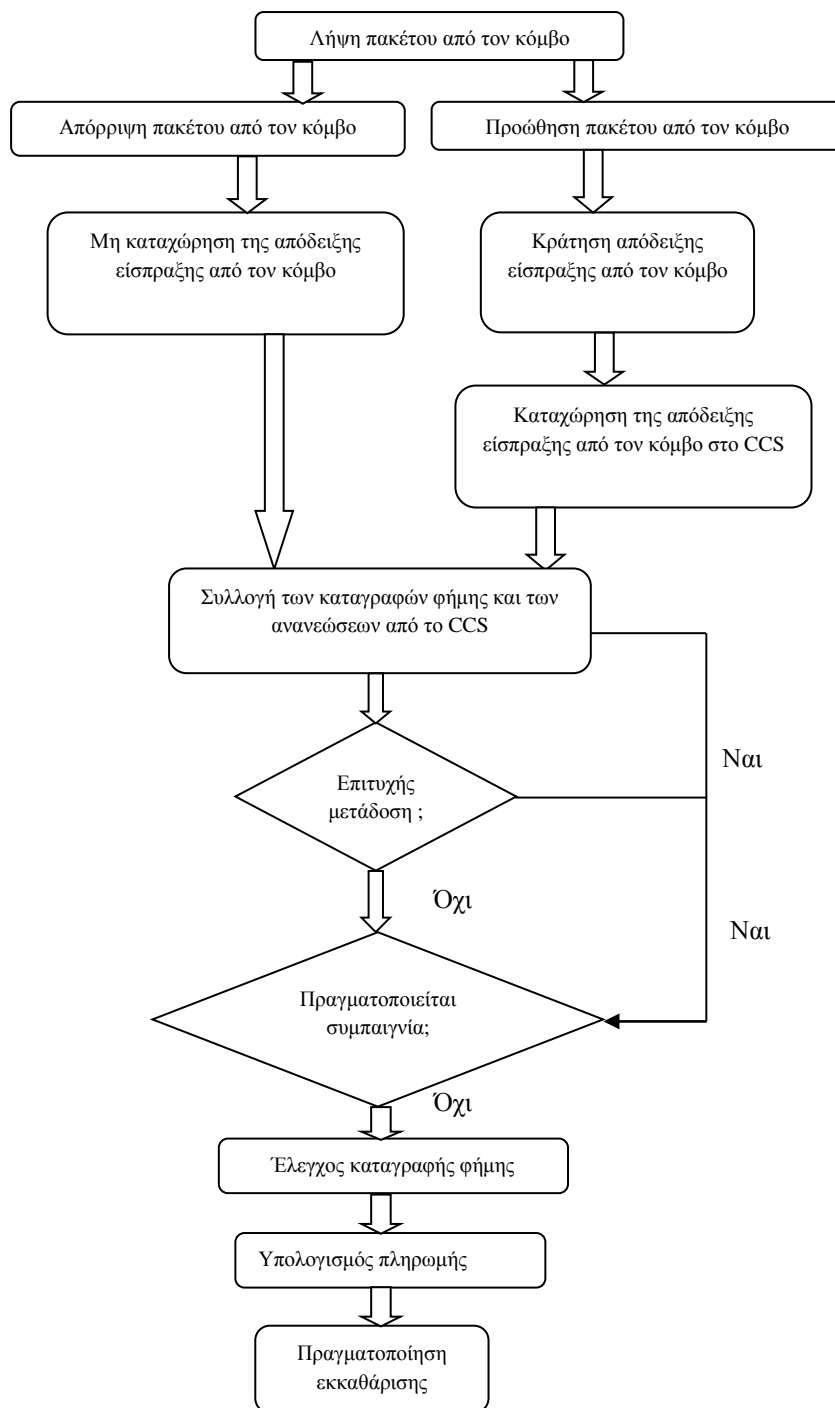 Λήψη πακέτου από τον κόμβο
Απόρριψη πακέτου από τον κόμβο
Προώθηση πακέτου από τον κόμβο
Μη καταχώρηση της απόδειξης
είσπραξης από τον κόμβο
Κράτηση απόδειξης
είσπραξης από τον κόμβο
Καταχώρηση της απόδειξης
είσπραξης από τον κόμβο στο CCS
Συλλογή των καταγραφών φήμης και των
ανανεώσεων από το CCS
Ναι
Επιτυχής
μετάδοση ;
Όχι
Ναι
Πραγματοποιείται
συμπαιγνία;
Όχι
Έλεγχος καταγραφής φήμης
Υπολογισμός πληρωμής
Πραγματοποίηση
εκκαθάρισης